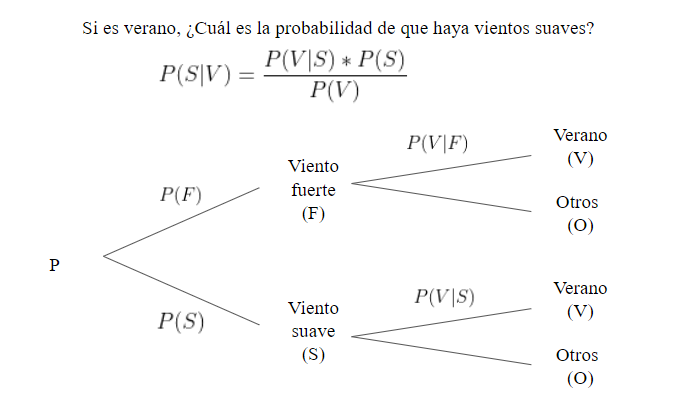 Si es verano, ¿Cuál es la probabilidad de que haya vientos suaves?
P(S|V) = P(V|S) * P(S) / P(V)
P(V|F)
Verano
(V)
Viento
fuerte
(F)
P(F)
Otros
(O)
P
Verano
(V)
P(V|S)
Viento
suave
(S)
P(S)
Otros
(O)